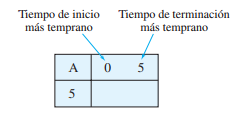 Tiempo de inicio
más temprano
Tiempo de terminación
más temprano
A 0 5
5